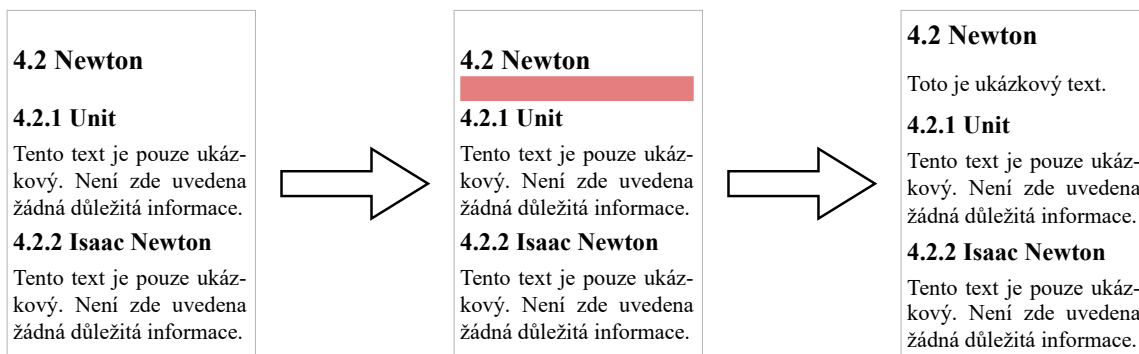 4.2 Newton
4.2.1 Unit
Tento text je pouze ukáz-
kový. Není zde uvedena
žádná důležitá informace.
4.2.2 Isaac Newton
Tento text je pouze ukáz-
kový. Není zde uvedena
žádná důležitá informace.
4.2 Newton
4.2.1 Unit
Tento text je pouze ukáz-
kový. Není zde uvedena
žádná důležitá informace.
4.2.2 Isaac Newton
Tento text je pouze ukáz-
kový. Není zde uvedena
žádná důležitá informace.
4.2 Newton
Toto je ukázkový text.
4.2.1 Unit
Tento text je pouze ukáz-
kový. Není zde uvedena
žádná důležitá informace.
4.2.2 Isaac Newton
Tento text je pouze ukáz-
kový. Není zde uvedena
žádná důležitá informace.